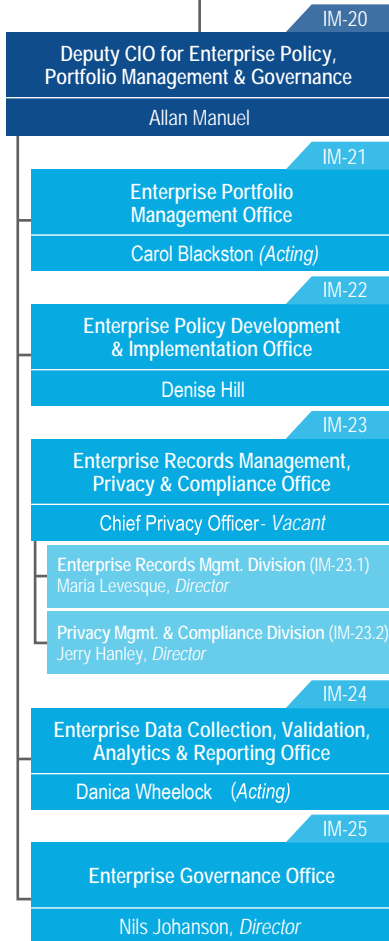 IM-20
Deputy CIO for Enterprise Policy,
Portfolio Management & Governance
Allan Manuel
IM-21
Enterprise Portfolio
Management Office
Carol Blackston (Acting)
IM-22
Enterprise Policy Development
& Implementation Office
Denise Hill
IM-23
Enterprise Records Management,
Privacy & Compliance Office
Chief Privacy Officer- Vacant
Enterprise Records Mgmt. Division (IM-23.1)
Maria Levesque, Director
Privacy Mgmt. & Compliance Division (IM-23.2)
Jerry Hanley, Director
IM-24
Enterprise Data Collection, Validation,
Analytics & Reporting Office
Danica Wheelock (Acting)
IM-25
Enterprise Governance Office
Nils Johanson, Director